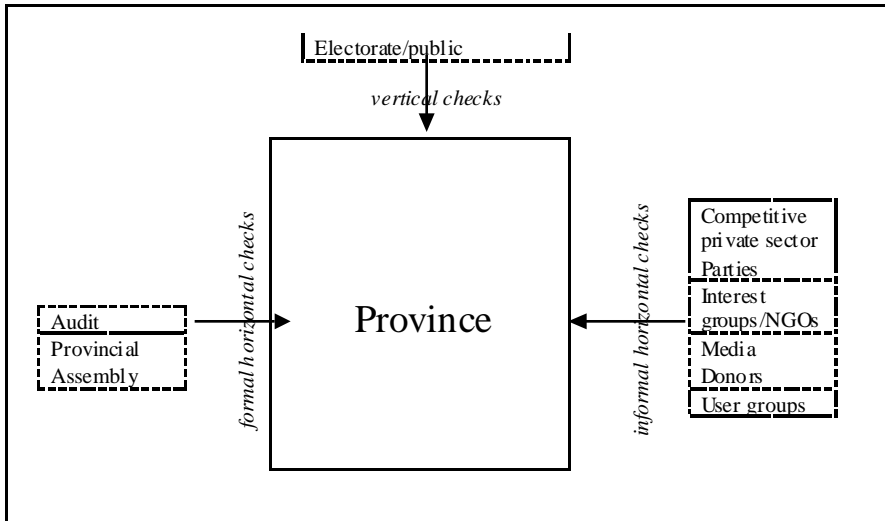 Electorate/public
vertical checks
formal horizontal checks
Audit
Provincial
Assembly
Province
informal horizontal checks
Competitive
private sector
Parties
Interest
groups/NGOs
Media
Donors
User groups